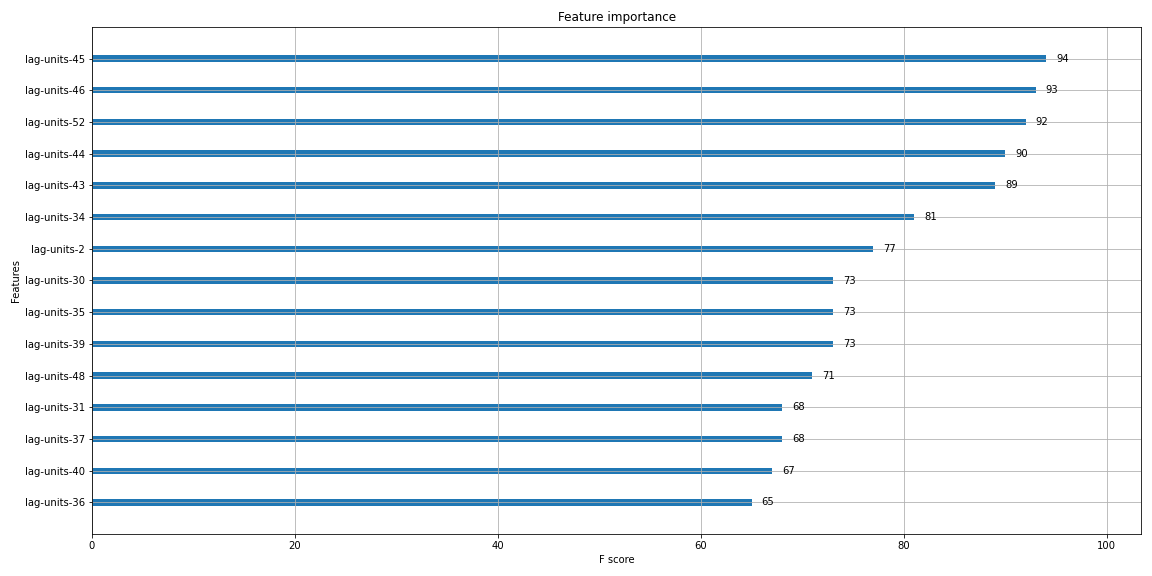 Feature importance
Features
lag-units-45 94
lag-units-46 93
lag-units-52 92
lag-units-44 90
lag-units-43 89
lag-units-34 81
lag-units-2 77
lag-units-30 73
lag-units-35 73
lag-units-39 73
lag-units-48 71
lag-units-31 68
lag-units-37 68
lag-units-40 67
lag-units-36 65
0 20 40 60 80 100
F score